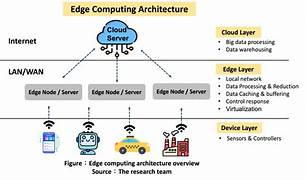 Edge Computing Architecture
Internet
Cloud
Server
Cloud Layer
- Big data processing
- Data warehousing
LAN/WAN
Edge Node / Server
Edge Node / Server
Edge Node / Server
Edge Layer
- Local network
- Data Processing & Reduction
- Data Caching & buffering
- Control response
- Virtualization
Device Layer
- Sensors & Controllers
Figure : Edge computing architecture overview
Source : The research team